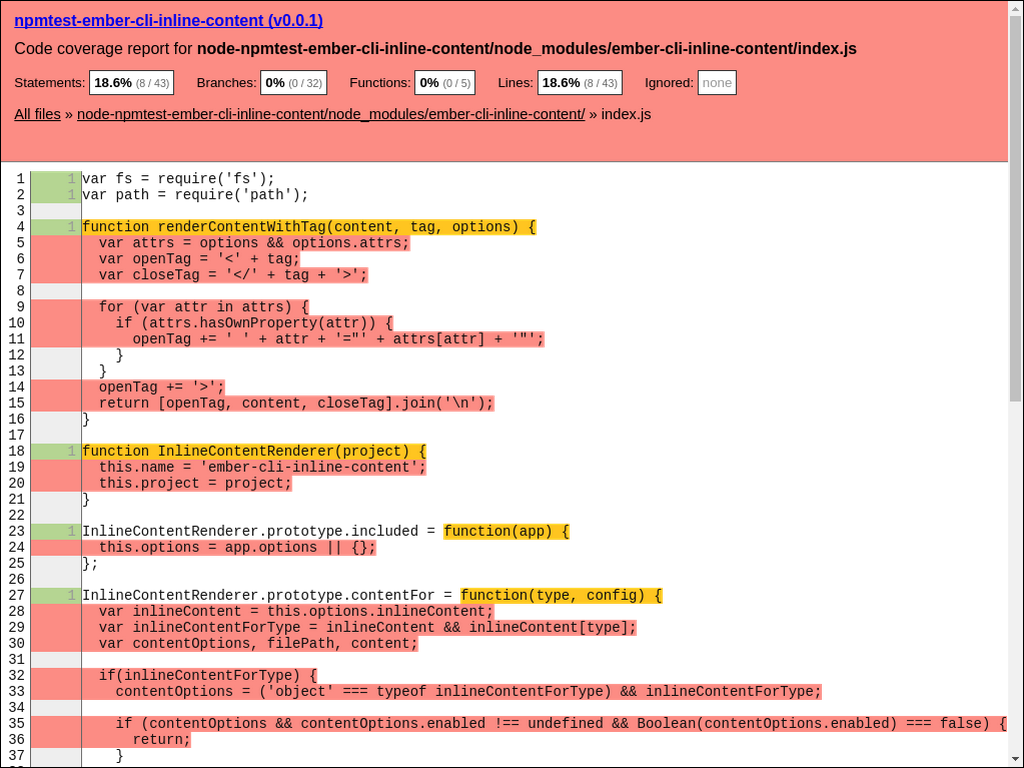 npmtest-ember-cli-inline-content (v0.0.1)
Code coverage report for node-npmtest-ember-cli-inline-content/node_modules/ember-cli-inline-content/index.js
Statements: 18.6% (8 / 43) Branches: 0% (0 / 32) Functions: 0% (0 / 5) Lines: 18.6% (8 / 43) Ignored: none
All files » node-npmtest-ember-cli-inline-content/node_modules/ember-cli-inline-content/ » index.js
1 1 var fs = require('fs');
2 1 var path = require('path');
3
4 1 function renderContentWithTag(content, tag, options) {
5   var attrs = options && options.attrs;
6   var openTag = '<' + tag;
7   var closeTag = '</' + tag + '>';
8
9   for (var attr in attrs) {
10     if (attrs.hasOwnProperty(attr)) {
11       openTag += ' ' + attr + '="' + attrs[attr] + '"';
12     }
13   }
14   openTag += '>';
15   return [openTag, content, closeTag].join('\n');
16 }
17
18 1 function InlineContentRenderer(project) {
19   this.name = 'ember-cli-inline-content';
20   this.project = project;
21 }
22
23 1 InlineContentRenderer.prototype.included = function(app) {
24   this.options = app.options || {};
25 };
26
27 1 InlineContentRenderer.prototype.contentFor = function(type, config) {
28   var inlineContent = this.options.inlineContent;
29   var inlineContentForType = inlineContent && inlineContent[type];
30   var contentOptions, filePath, content;
31
32   if(inlineContentForType) {
33     contentOptions = ('object' === typeof inlineContentForType) && inlineContentForType;
34
35     if (contentOptions && contentOptions.enabled !== undefined && Boolean(contentOptions.enabled) === false) {
36       return;
37     }